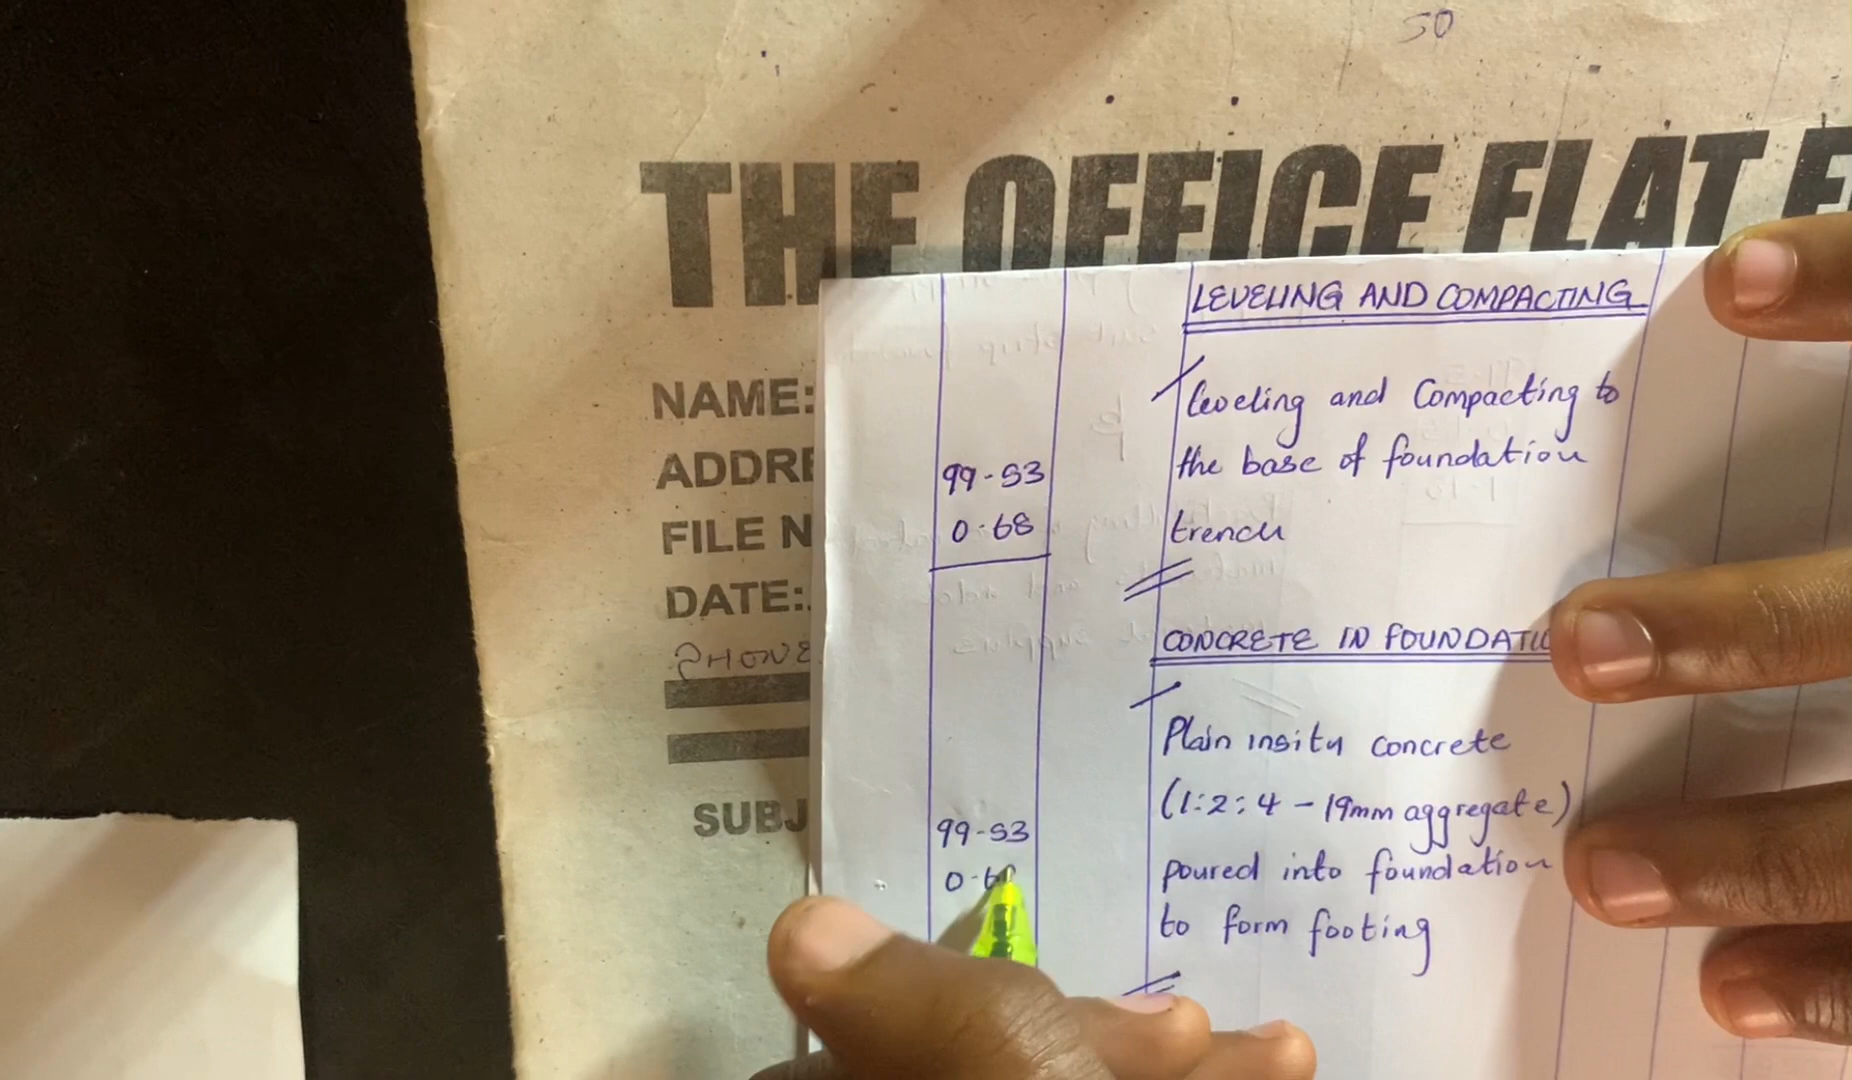 50
THE OFFICE FLAT
NAME:
ADDRE
FILE N
DATE:
PHONE
SUBJ
LEVELING AND COMPACTING
leveling and Compacting to
99-53
the base of foundation
0.68
trench
CONCRETE IN FOUNDATIO
Plain insitu concrete
(1:2:4 - 19mm aggregate)
99-53
poured into foundation
0.6
to form footing